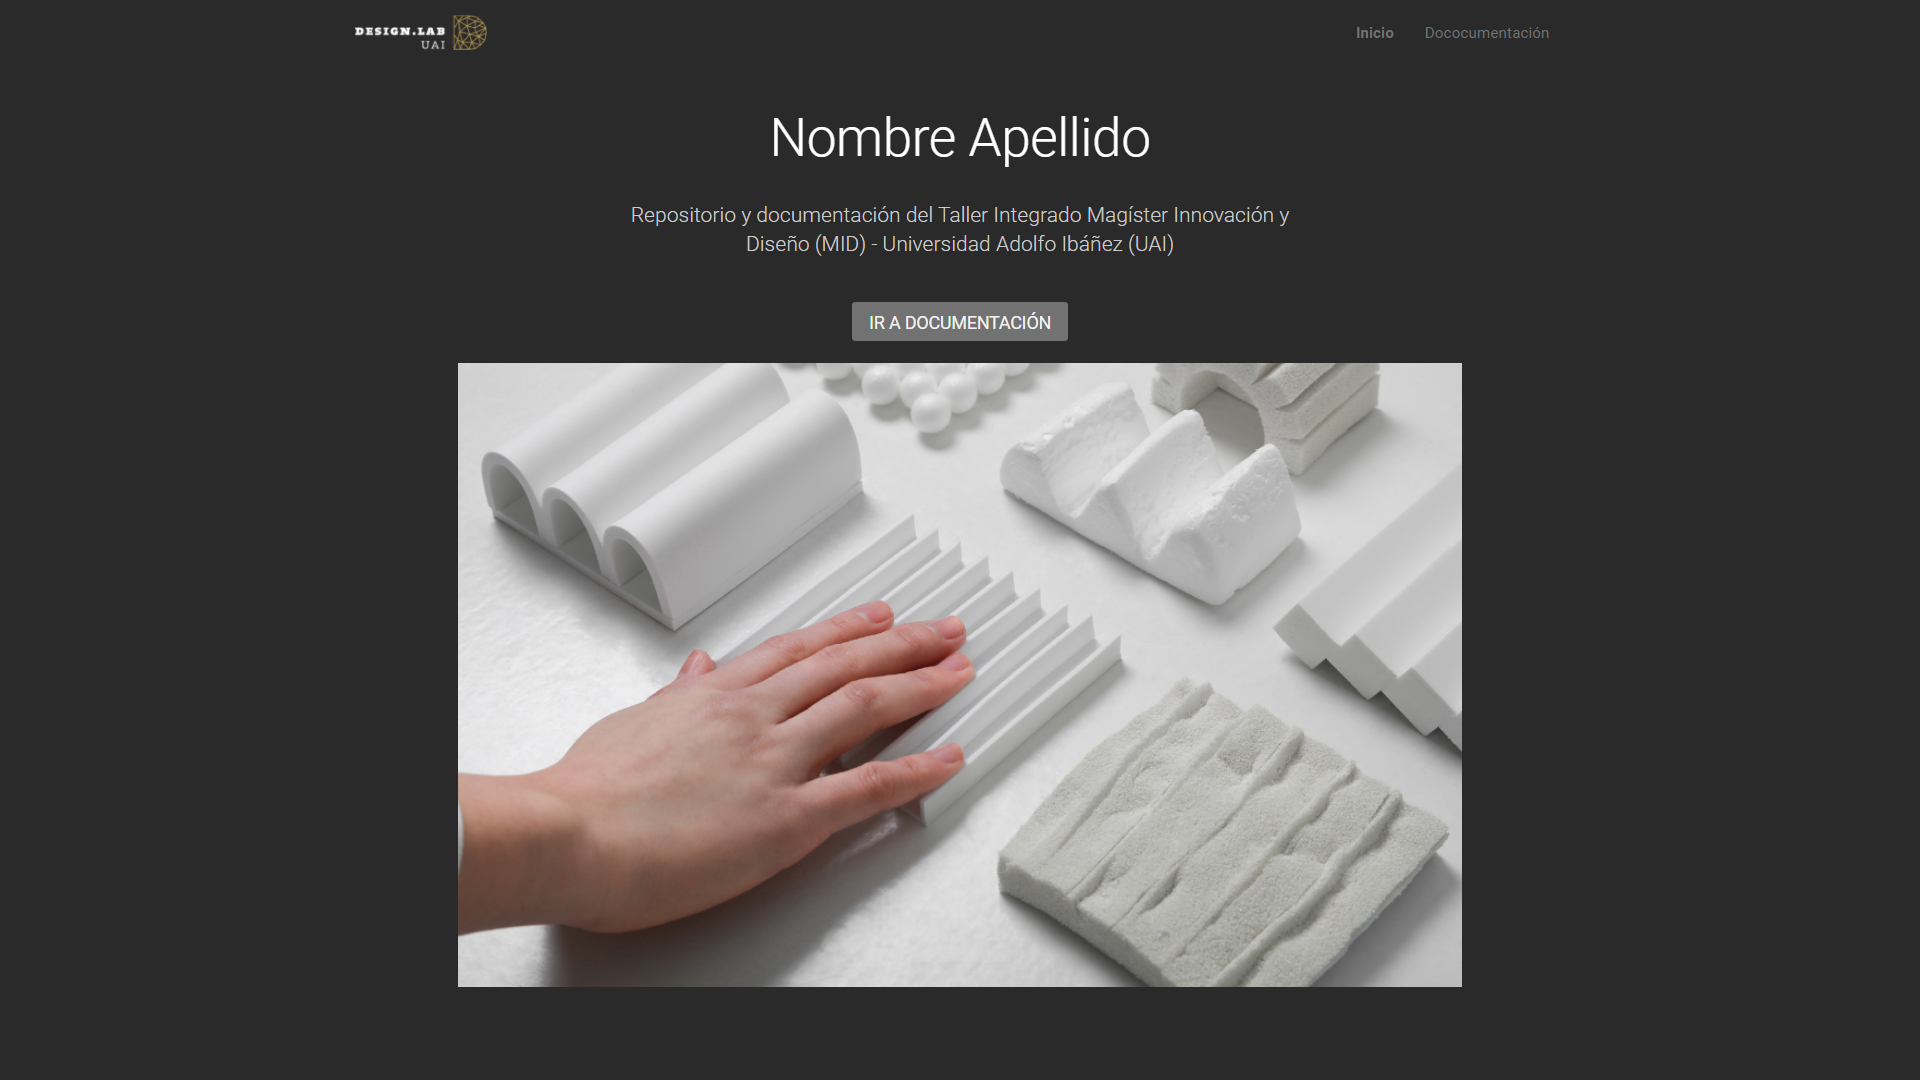 DESIGN.LAB
UAI
Inicio
Dococumentación
Nombre Apellido
Repositorio y documentación del Taller Integrado Magíster Innovación y
Diseño (MID) - Universidad Adolfo Ibáñez (UAI)
IR A DOCUMENTACIÓN